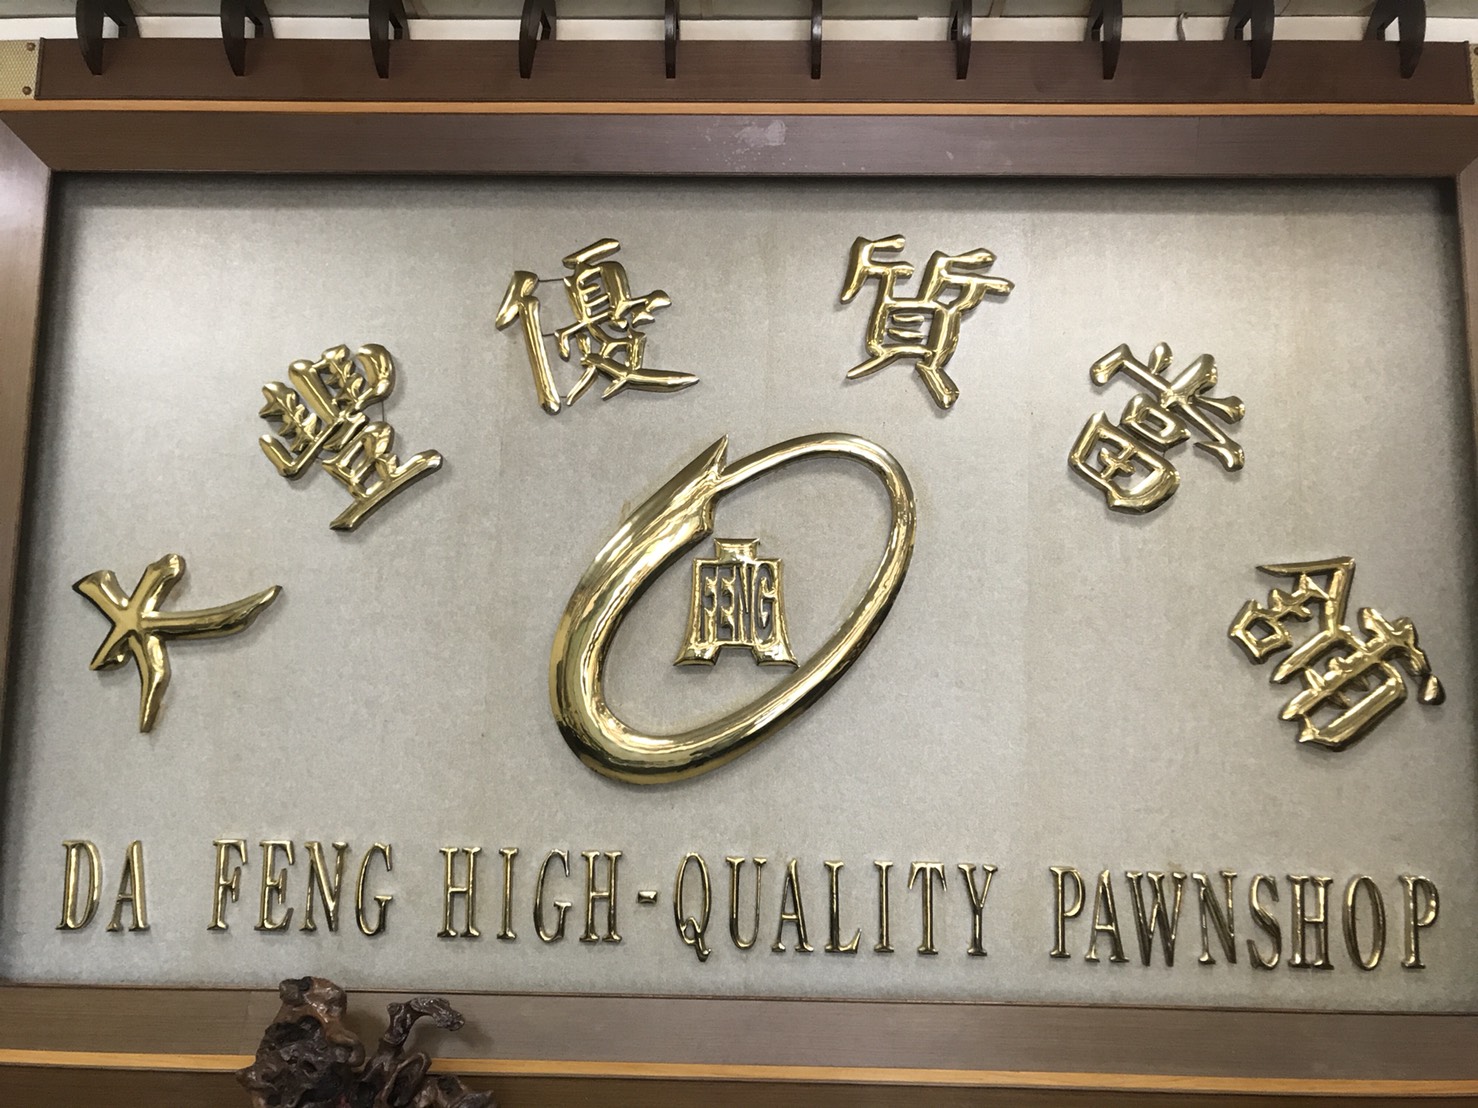 大豐優質當舖
FENG
DA FENG HIGH-QUALITY PAWNSHOP